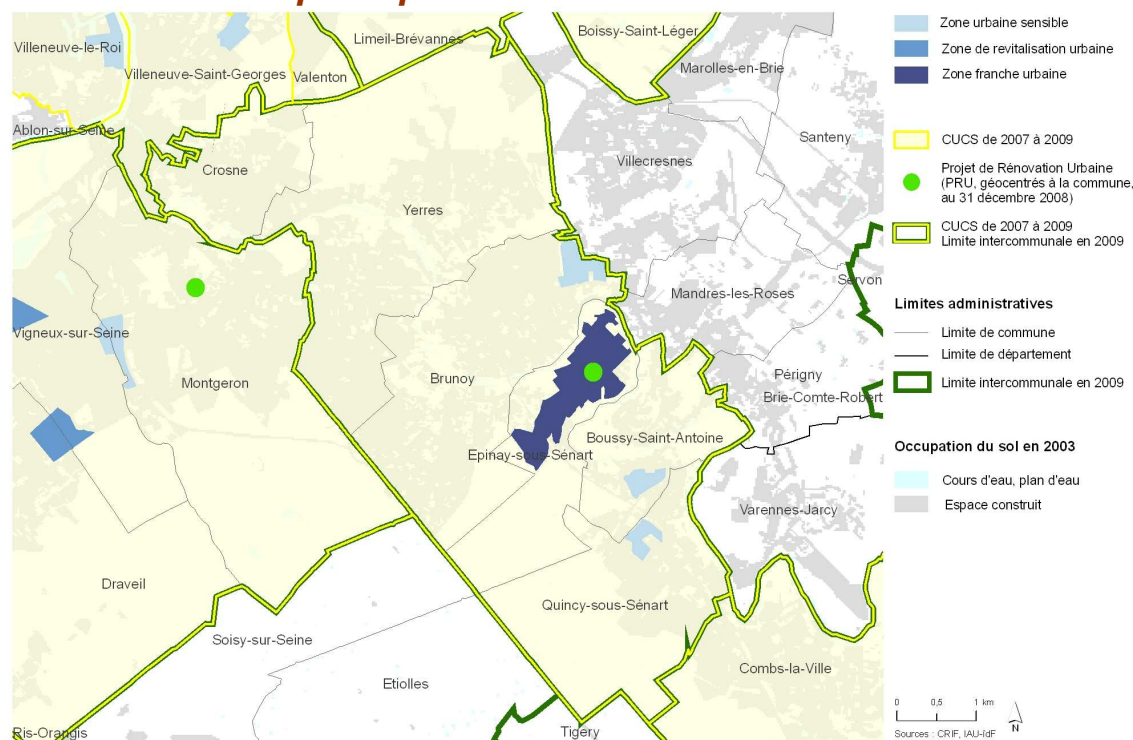 Limeil-Brévannes
Boissy-Saint-Léger
Villeneuve-le-Roi
Marolles-en-Brie
Villeneuve-Saint-Georges
Valenton
Ablon-sur-Seine
Santeny
Villecresnes
Crosne
Yerres
Servon
Mandres-les-Roses
Vigneux-sur-Seine
Périgny
Brunoy
Montgeron
Brie-Comte-Robert
Boussy-Saint-Antoine
Epinay-sous-Sénart
Varennes-Jarcy
Draveil
Quincy-sous-Sénart
Soisy-sur-Seine
Combs-la-Ville
Etiolles
Ris-Orangis
Tigery
Zone urbaine sensible
Zone de revitalisation urbaine
Zone franche urbaine
CUCS de 2007 à 2009
Projet de Rénovation Urbaine
(PRU, géocentrés à la commune,
au 31 décembre 2008)
CUCS de 2007 à 2009
Limite intercommunale en 2009
Limites administratives
Limite de commune
Limite de département
Limite intercommunale en 2009
Occupation du sol en 2003
Cours d'eau, plan d'eau
Espace construit
0 0,5 1 km
N
Sources : CRIF, IAU-îdF